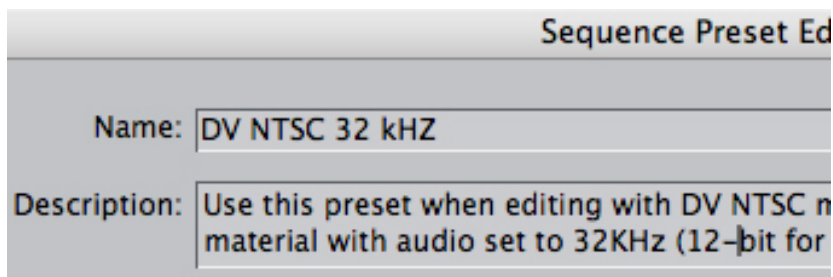 Sequence Preset Ed
Name: DV NTSC 32 kHZ
Description: Use this preset when editing with DV NTSC
material with audio set to 32KHz (12-bit for